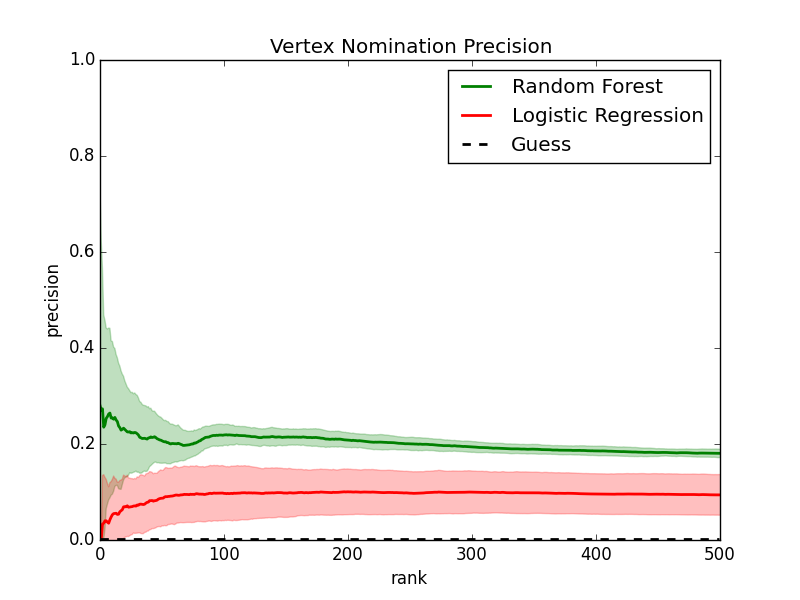 Vertex Nomination Precision
1.0
0.8
0.6
0.4
0.2
0.0
precision
Random Forest
Logistic Regression
Guess
0
100
200
300
400
500
rank